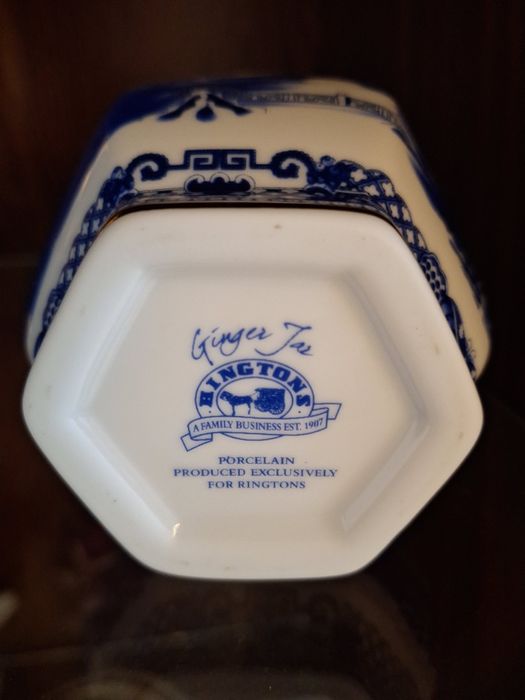 Ginger Jar
RINGTONS
A FAMILY BUSINESS EST. 1907
PORCELAIN
PRODUCED EXCLUSIVELY
FOR RINGTONS